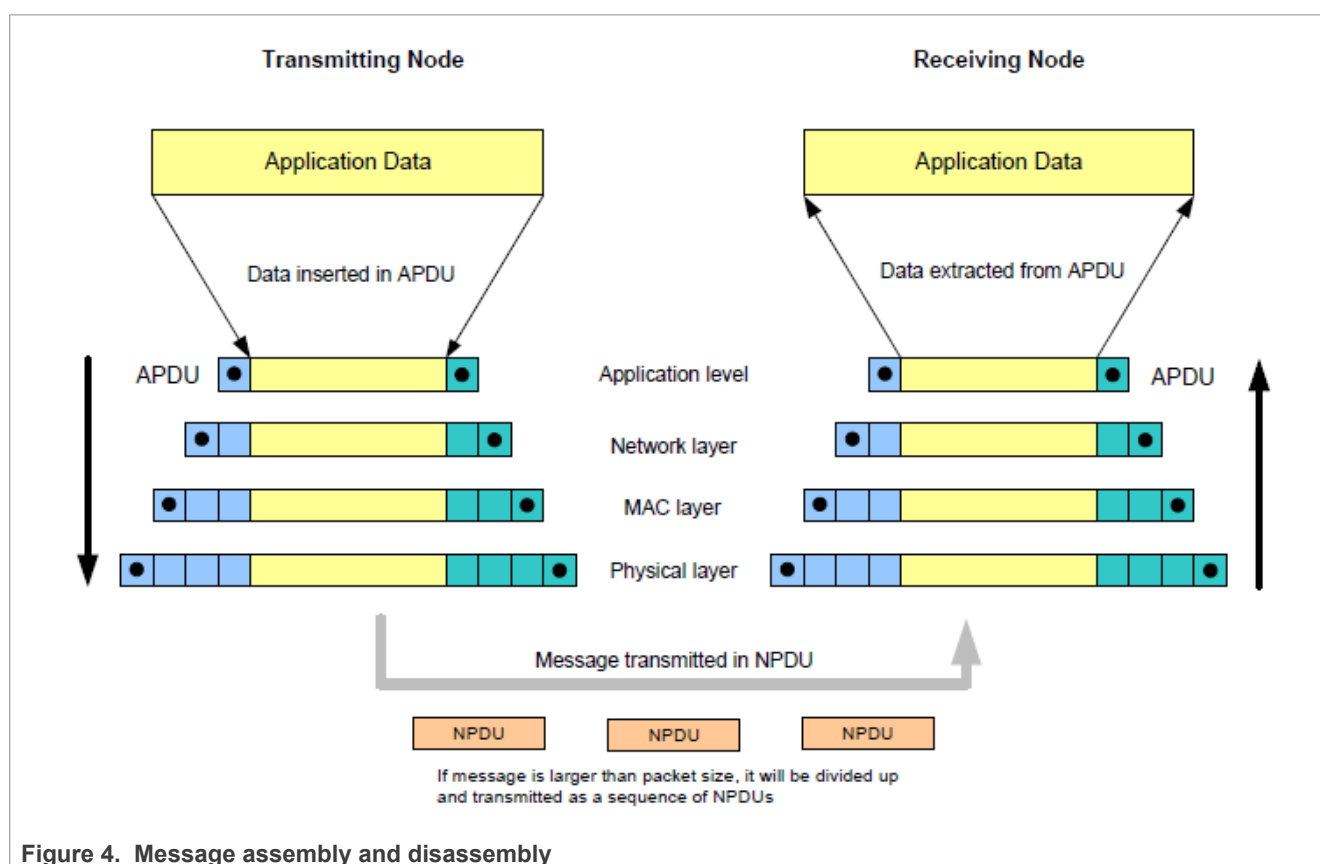 Transmitting Node
Receiving Node
Application Data
Application Data
Data inserted in APDU
Data extracted from APDU
APDU
Application level
APDU
Network layer
MAC layer
Physical layer
Message transmitted in NPDU
NPDU
NPDU
NPDU
If message is larger than packet size, it will be divided up
and transmitted as a sequence of NPDUs
Figure 4. Message assembly and disassembly